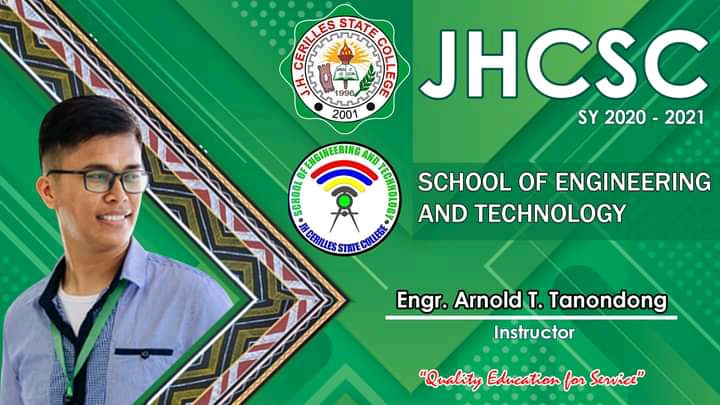 J.H. CERILLES STATE COLLEGE
1996
2001
JHCSC
SY 2020 - 2021
SCHOOL OF ENGINEERING AND TECHNOLOGY
JH CERILLES STATE COLLEGE
SCHOOL OF ENGINEERING
AND TECHNOLOGY
Engr. Arnold T. Tanondong
Instructor
"Quality Education for Service"